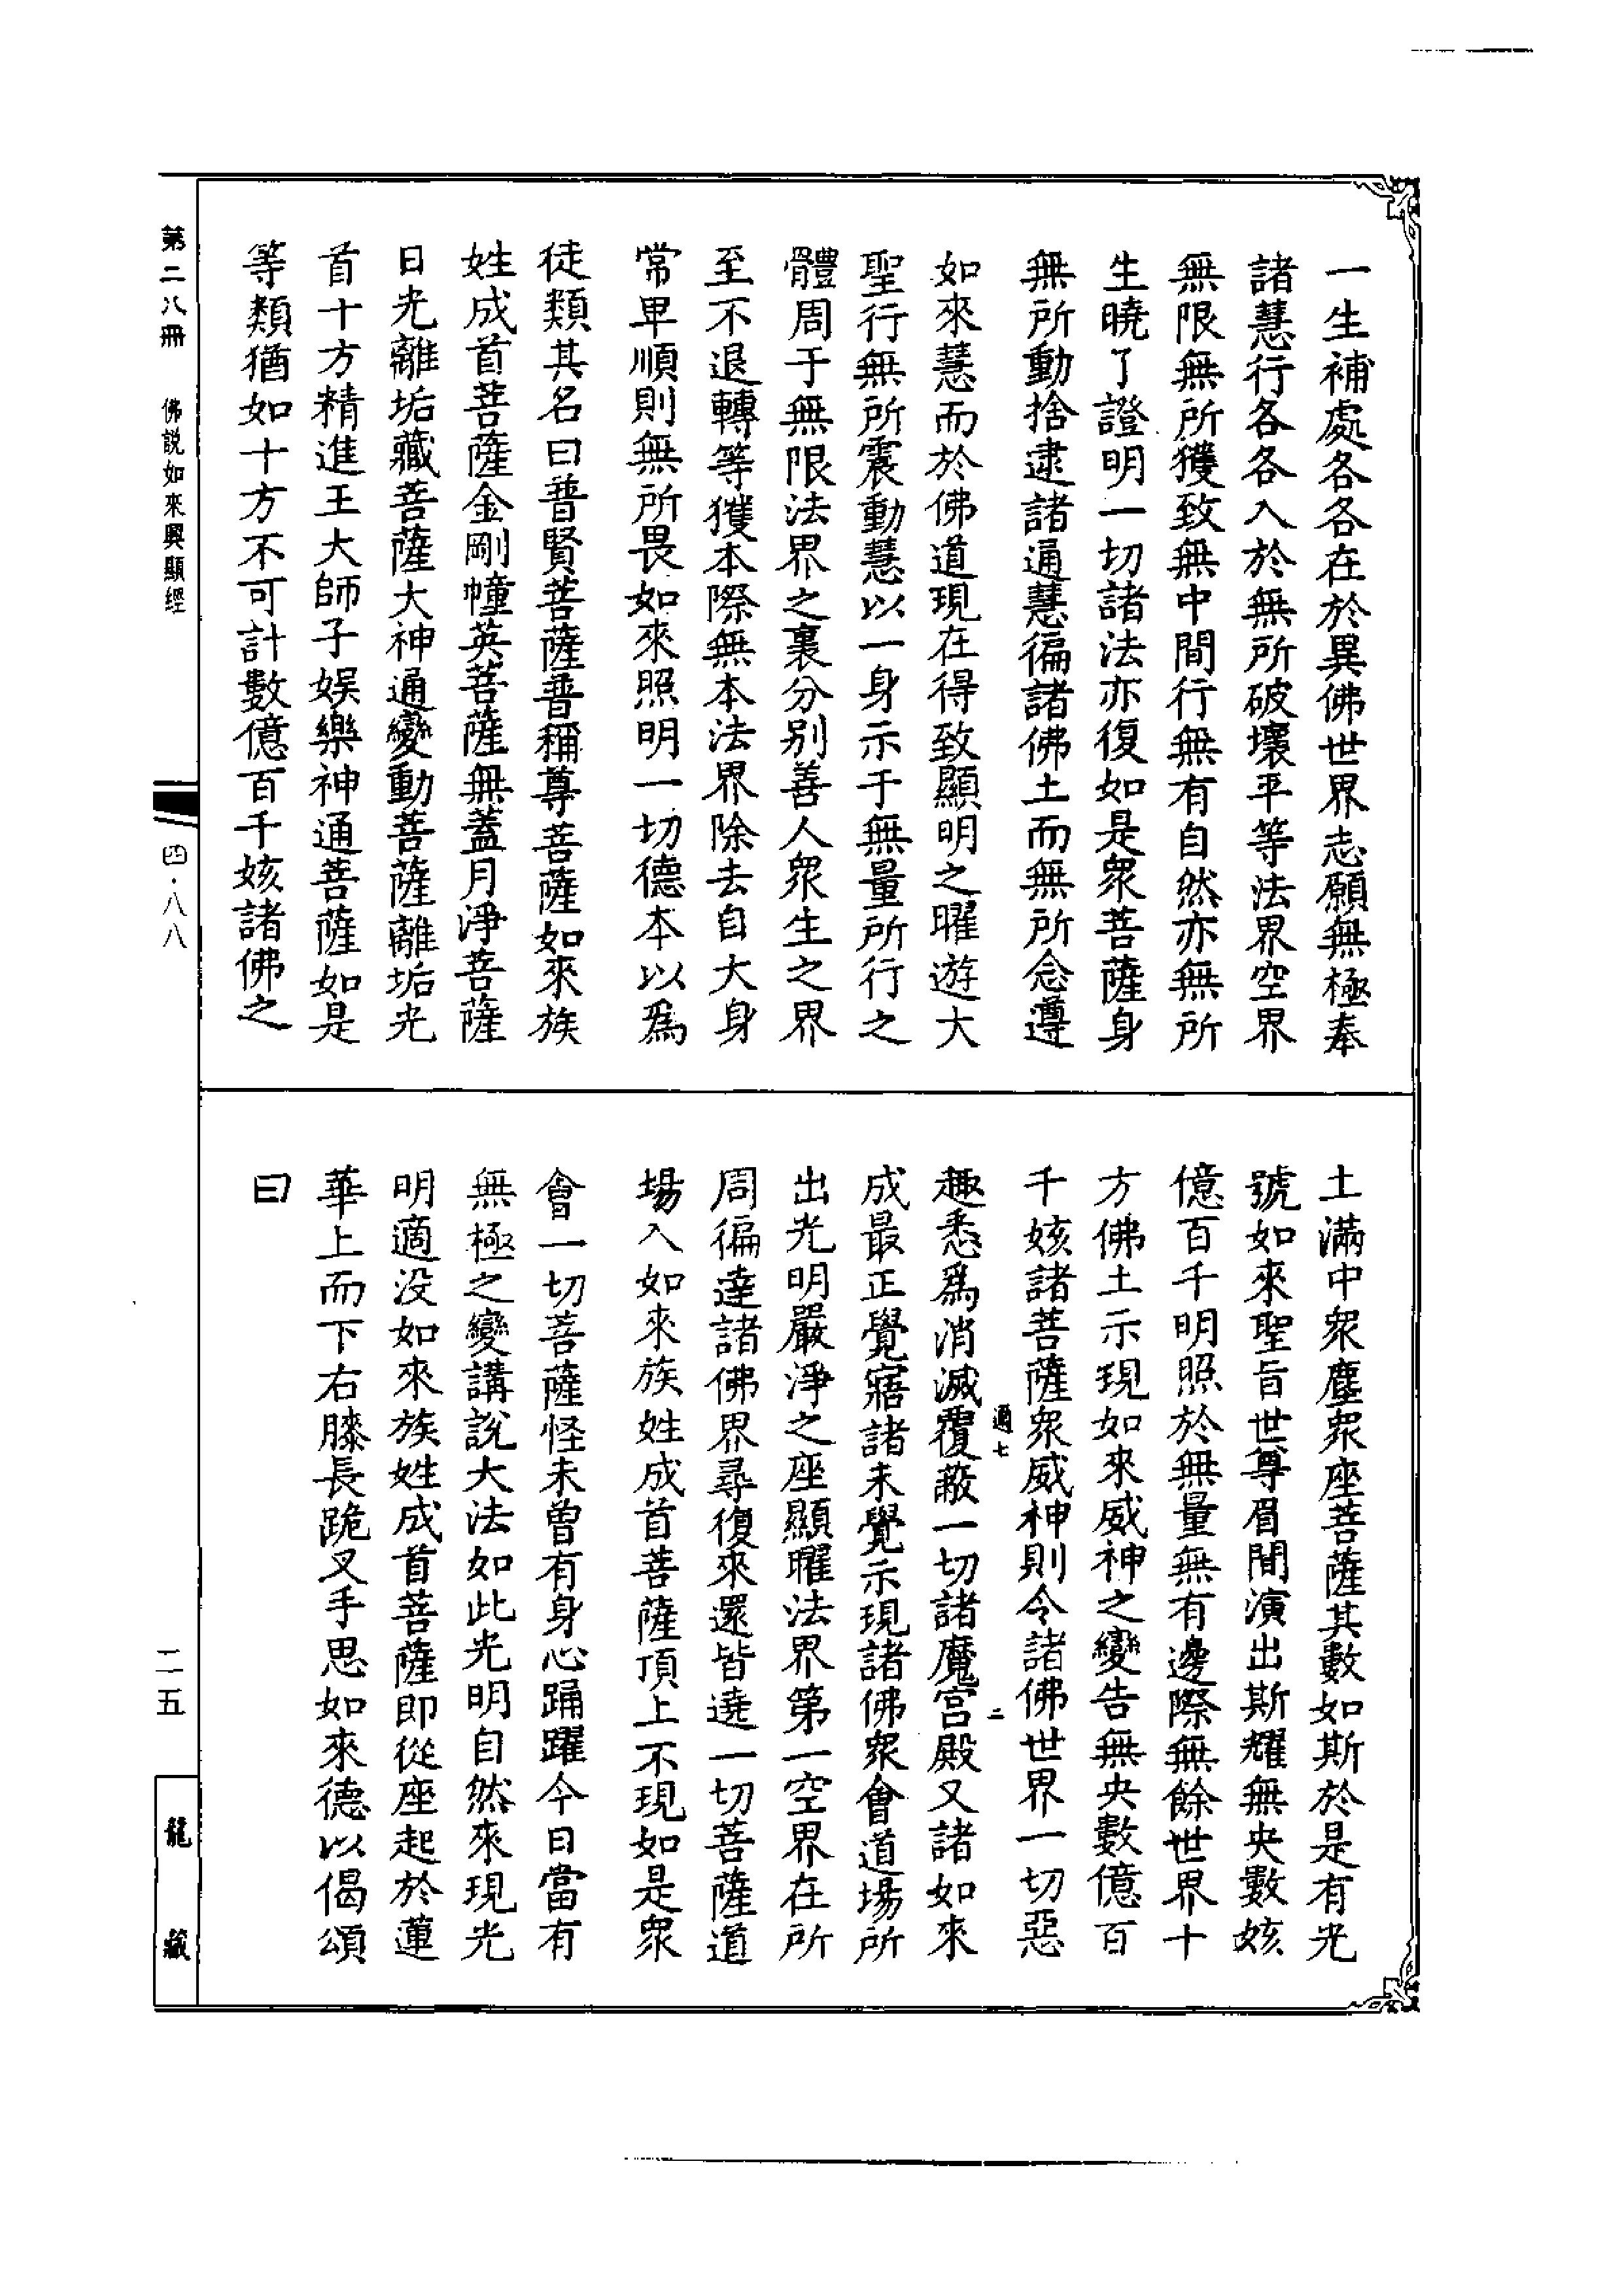 一生補處各各在於異佛世界志願無極奉
諸慧行各各入於無所破壞平等法界空界
無限無所獲致無中間行無有自然亦無所
生曉了證明一切諸法亦復如是眾菩薩身
無所動捨逮諸通慧徧諸佛土而無所念遵
如來慧而於佛道現在得致顯明之曜遊大
聖行無所震動慧以一身示于無量所行之
體周于無限法界之裏分別善人眾生之界
至不退轉等獲本際無本法界除去自大身
常卑順則無所畏如來照明一切德本以爲
徒類其名曰普賢菩薩普稱尊菩薩如來族
姓成首菩薩金剛幢英菩薩無蓋月淨菩薩
日光離垢藏菩薩大神通變動菩薩離垢光
首十方精進王大師子娛樂神通菩薩如是
等類猶如十方不可計數億百千姟諸佛之
土滿中眾塵眾座菩薩其數如斯於是有光
號如來聖旨世尊眉間演出斯耀無央數姟
億百千明照於無量無有邊際無餘世界十
方佛土示現如來威神之變告無央數億百
千姟諸菩薩眾威神則令諸佛世界一切惡
通七
二
趣悉爲消滅覆蔽一切諸魔宮殿又諸如來
成最正覺寤諸未覺示現諸佛眾會道場所
出光明嚴淨之座顯曜法界第一空界在所
周徧達諸佛界尋復來還皆遶一切菩薩道
場入如來族姓成首菩薩頂上不現如是眾
會一切菩薩怪未曾有身心踊躍今日當有
無極之變講說大法如此光明自然來現光
明適没如來族姓成首菩薩即從座起於蓮
華上而下右膝長跪叉手思如來德以偈頌
曰
第二八冊
佛説如來興顯經
四·八八
二五
龍藏